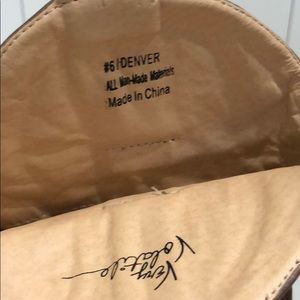 #6 DENVER
ALL Man-Made Materials
Made In China
Very
Volatile